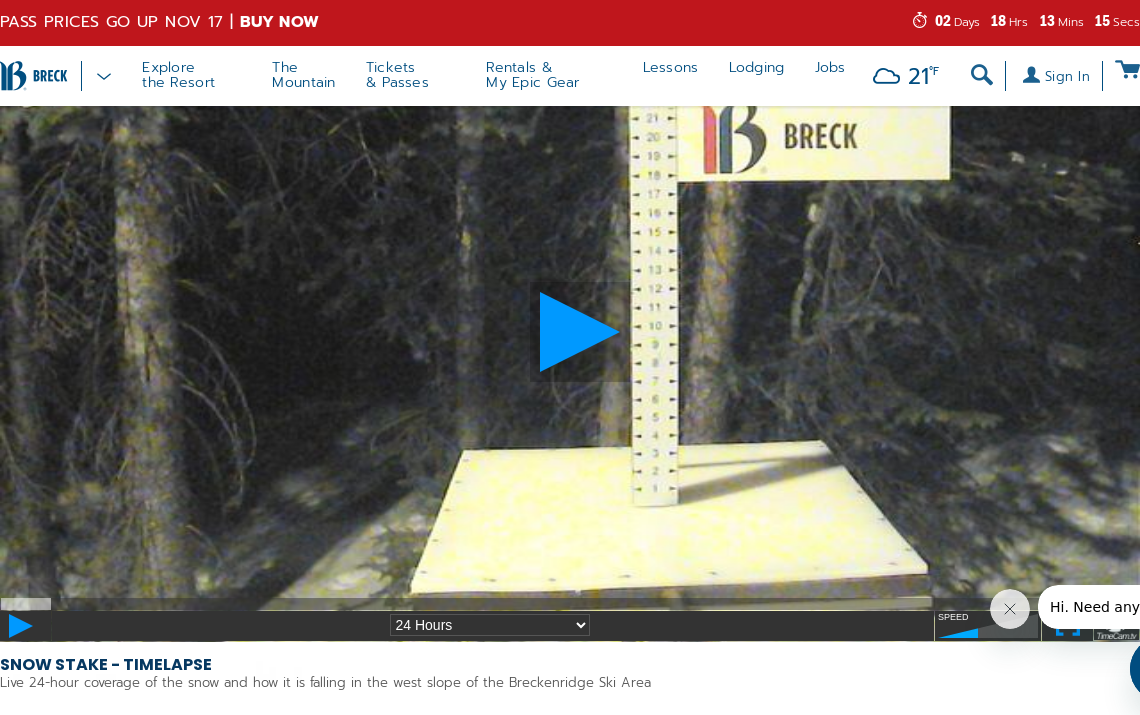 PASS PRICES GO UP NOV 17 | BUY NOW
02 Days 18 Hrs 13 Mins 15 Secs
BRECK
Explore
the Resort
The
Mountain
Tickets
& Passes
Rentals &
My Epic Gear
Lessons
Lodging
Jobs
21°F
Sign In
BRECK
21
20
19
18
17
16
15
14
13
12
11
10
9
8
7
6
5
4
3
2
1
24 Hours
SPEED
TimeCam.tv
Hi. Need any
SNOW STAKE - TIMELAPSE
Live 24-hour coverage of the snow and how it is falling in the west slope of the Breckenridge Ski Area